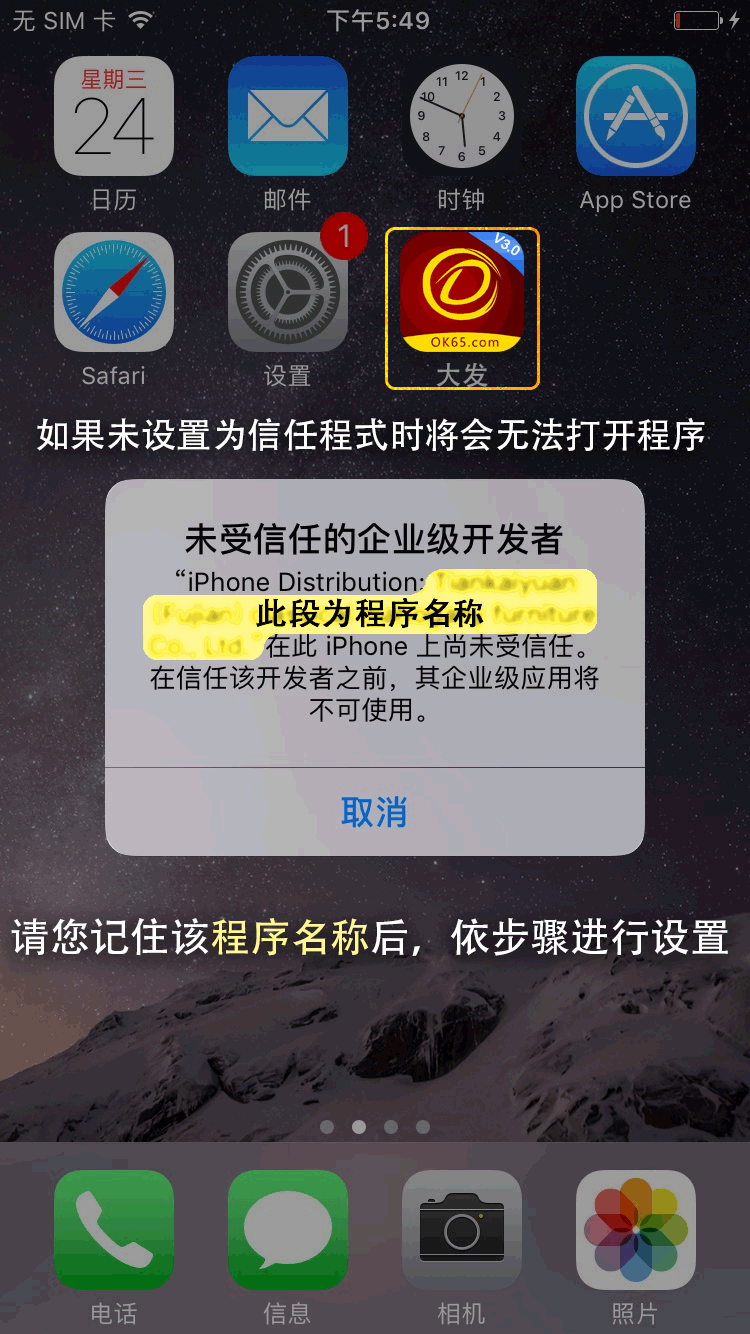 无 SIM 卡
下午5:49
星期三
24
12
11
1
10
2
9
3
8
4
7
5
6
日历
邮件
时钟
App Store
1
V3.0
OK65.com
Safari
设置
大发
如果未设置为信任程式时将会无法打开程序
未受信任的企业级开发者
“iPhone Distribution:
此段为程序名称 furniture
Co., Ltd.”在此 iPhone 上尚未受信任。
在信任该开发者之前，其企业级应用将
不可使用。
取消
请您记住该程序名称后，依步骤进行设置
电话
信息
相机
照片